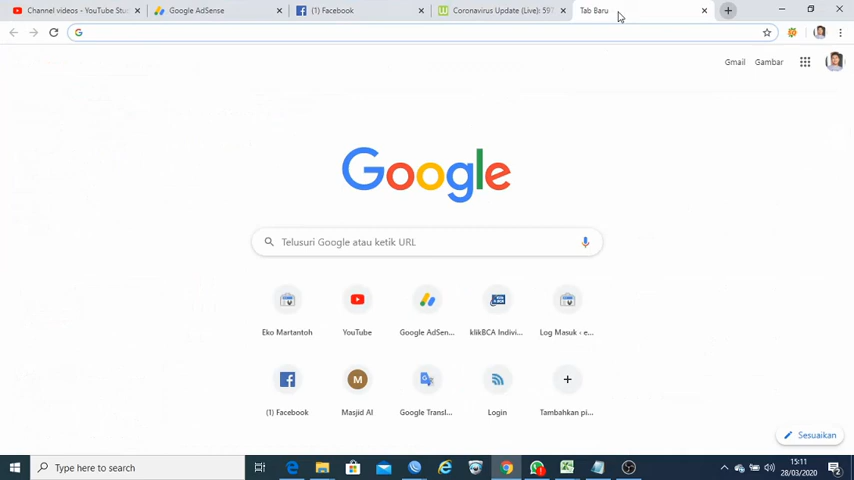 Channel videos - YouTube Stu
Google AdSense
(1) Facebook
Coronavirus Update (Live): 597
Tab Baru
Gmail
Gambar
Google
Telusuri Google atau ketik URL
Eko Martantoh
YouTube
Google AdSen...
klikBCA Indivi...
Log Masuk ‹ e...
(1) Facebook
M
Masjid Al
Google Transl...
Login
Tambahkan pi...
Sesuaikan
Type here to search
15:11
28/03/2020
2